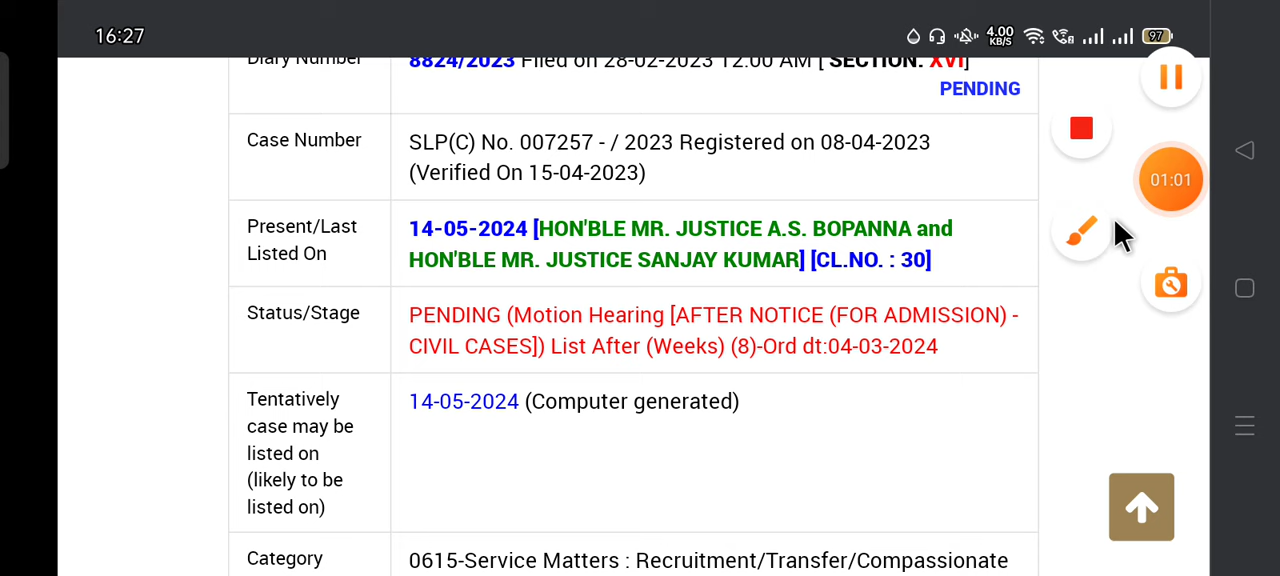 16:27
4.00
KB/S
97
Diary Number
8824/2023 Filed on 28-02-2023 12:00 AM [ SECTION: XVI]
PENDING
Case Number
SLP(C) No. 007257 - / 2023 Registered on 08-04-2023
(Verified On 15-04-2023)
Present/Last
Listed On
14-05-2024 [HON'BLE MR. JUSTICE A.S. BOPANNA and
HON'BLE MR. JUSTICE SANJAY KUMAR] [CL.NO. : 30]
Status/Stage
PENDING (Motion Hearing [AFTER NOTICE (FOR ADMISSION) -
CIVIL CASES]) List After (Weeks) (8)-Ord dt:04-03-2024
Tentatively
case may be
listed on
(likely to be
listed on)
14-05-2024 (Computer generated)
Category
0615-Service Matters : Recruitment/Transfer/Compassionate
01:01